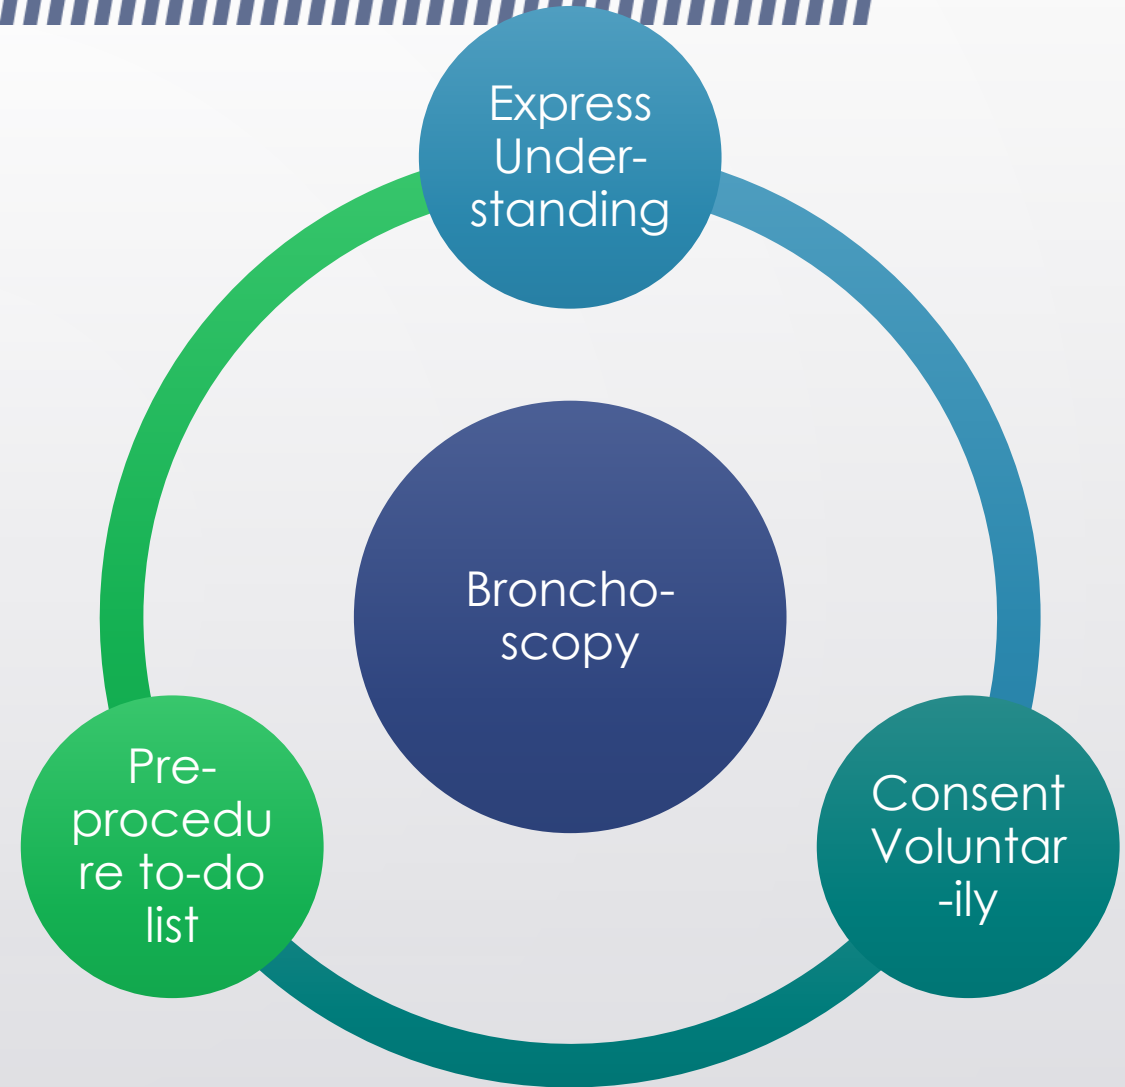 Express
Under-
standing
Broncho-
scopy
Pre-
procedu
re to-do
list
Consent
Voluntar
-ily